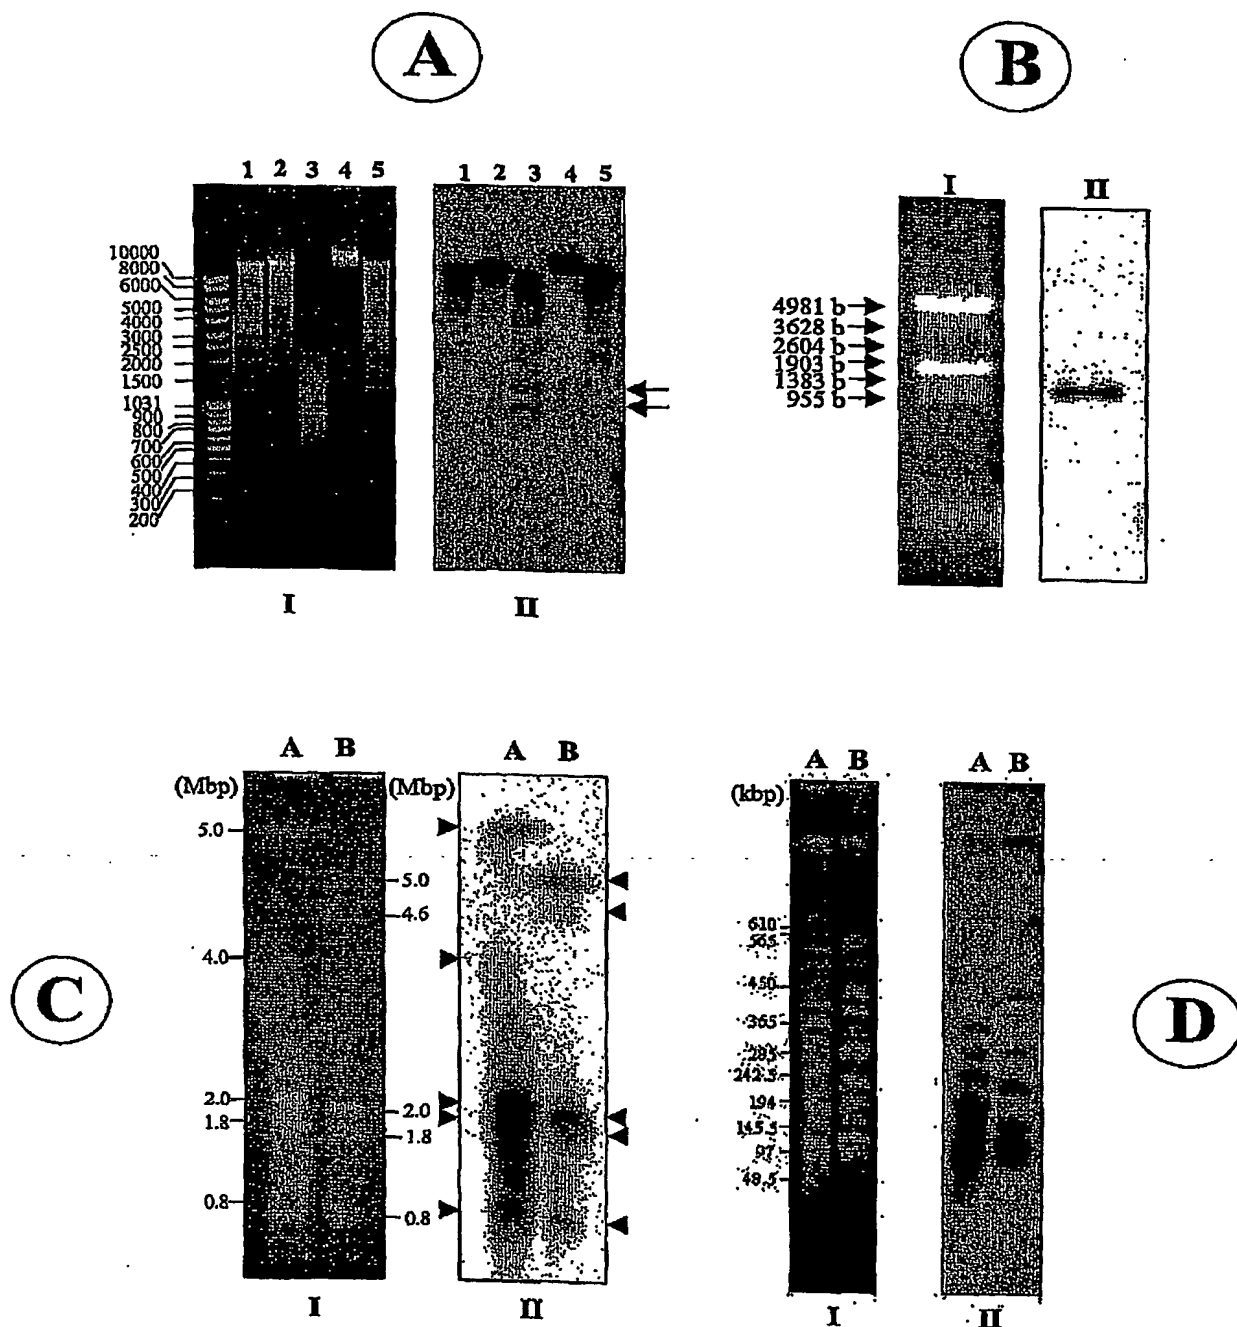 A
B
1 2 3 4 5
1 2 3 4 5
I
II
10000
8000
6000
5000
4000
3000
2500
2000
1500
1031
900
800
700
600
500
400
300
200
4981 b
3628 b
2604 b
1903 b
1383 b
955 b
I
II
A B
A B
A B
A B
(Mbp)
(Mbp)
5.0
4.0
2.0
1.8
0.8
5.0
4.6
2.0
1.8
0.8
(kbp)
610
565
450
365
285
242.5
194
145.5
97
48.5
C
D
I
II
I
II